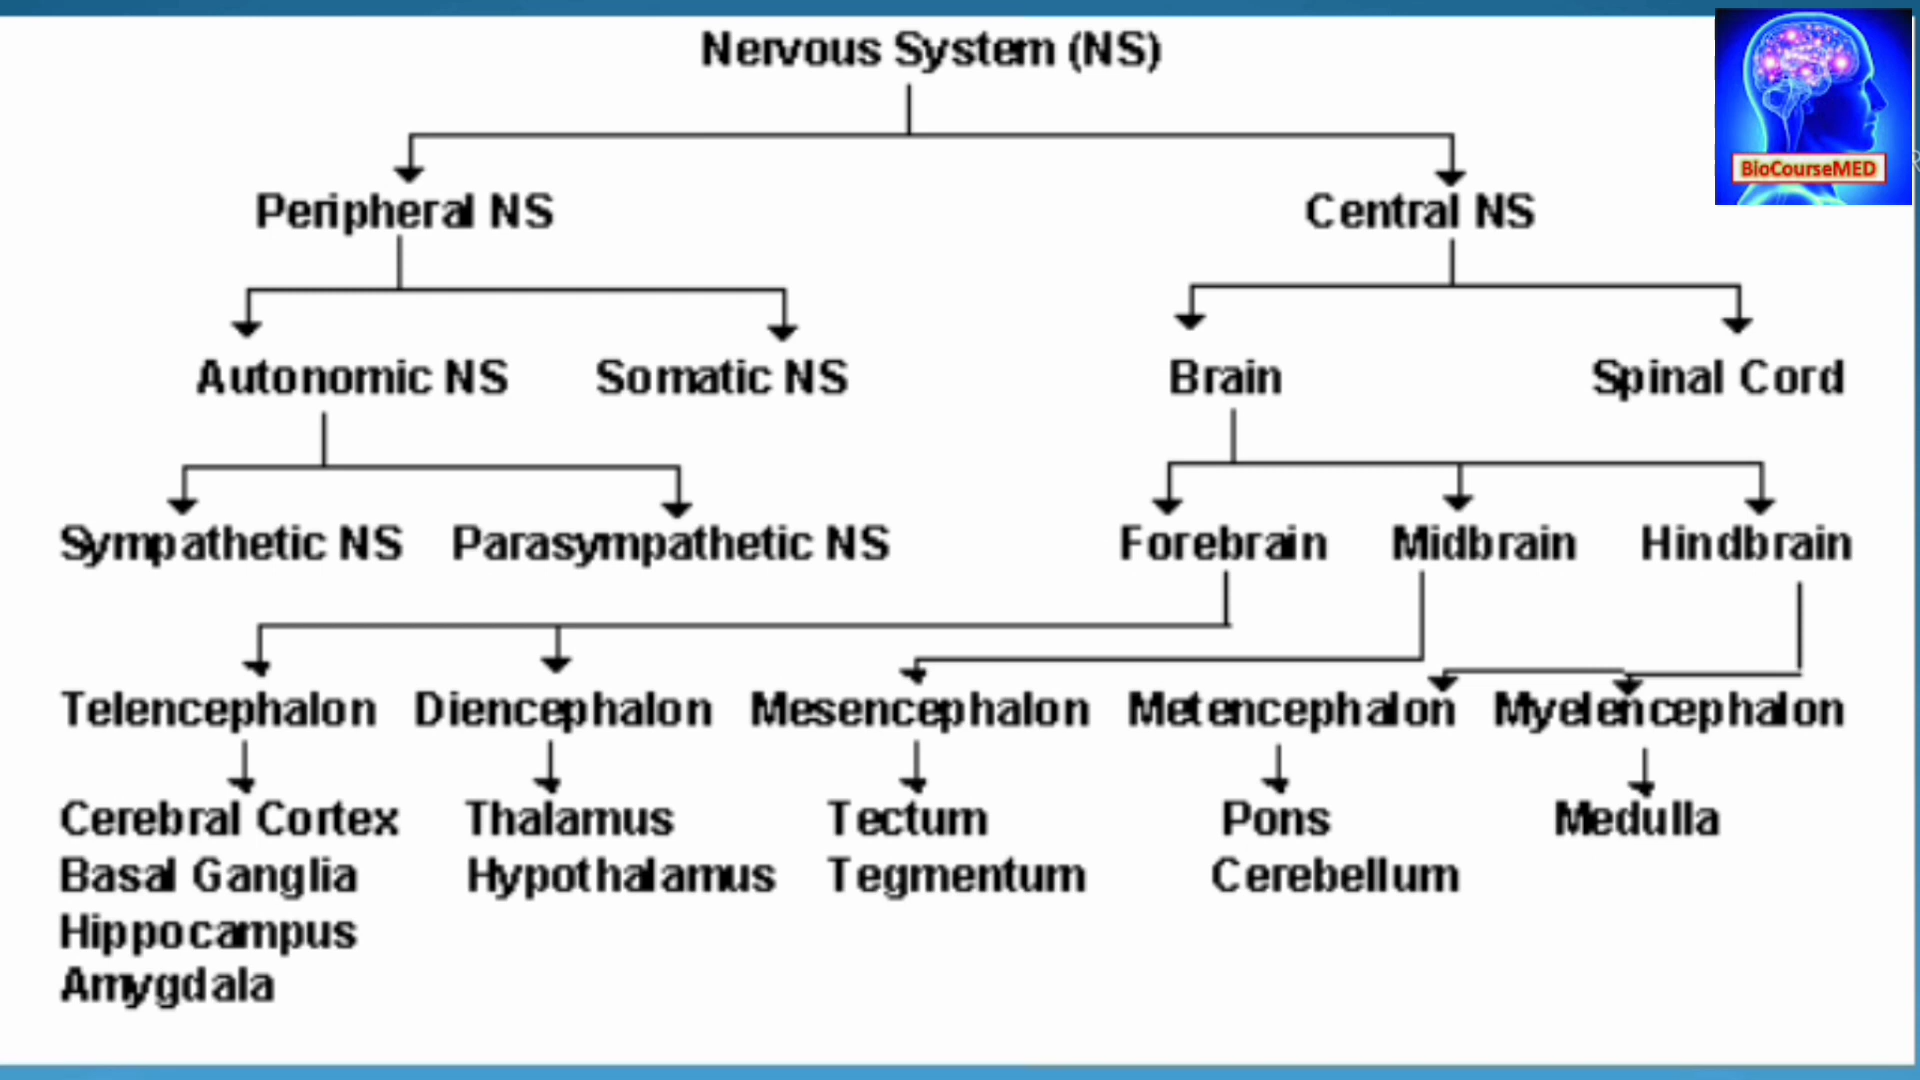 Nervous System (NS)
BioCourseMED
Peripheral NS Central NS
Autonomic NS Somatic NS Brain Spinal Cord
Sympathetic NS Parasympathetic NS Forebrain Midbrain Hindbrain
Telencephalon Diencephalon Mesencephalon Metencephalon Myelencephalon
Cerebral Cortex Thalamus Tectum Pons Medulla
Basal Ganglia Hypothalamus Tegmentum Cerebellum
Hippocampus
Amygdala